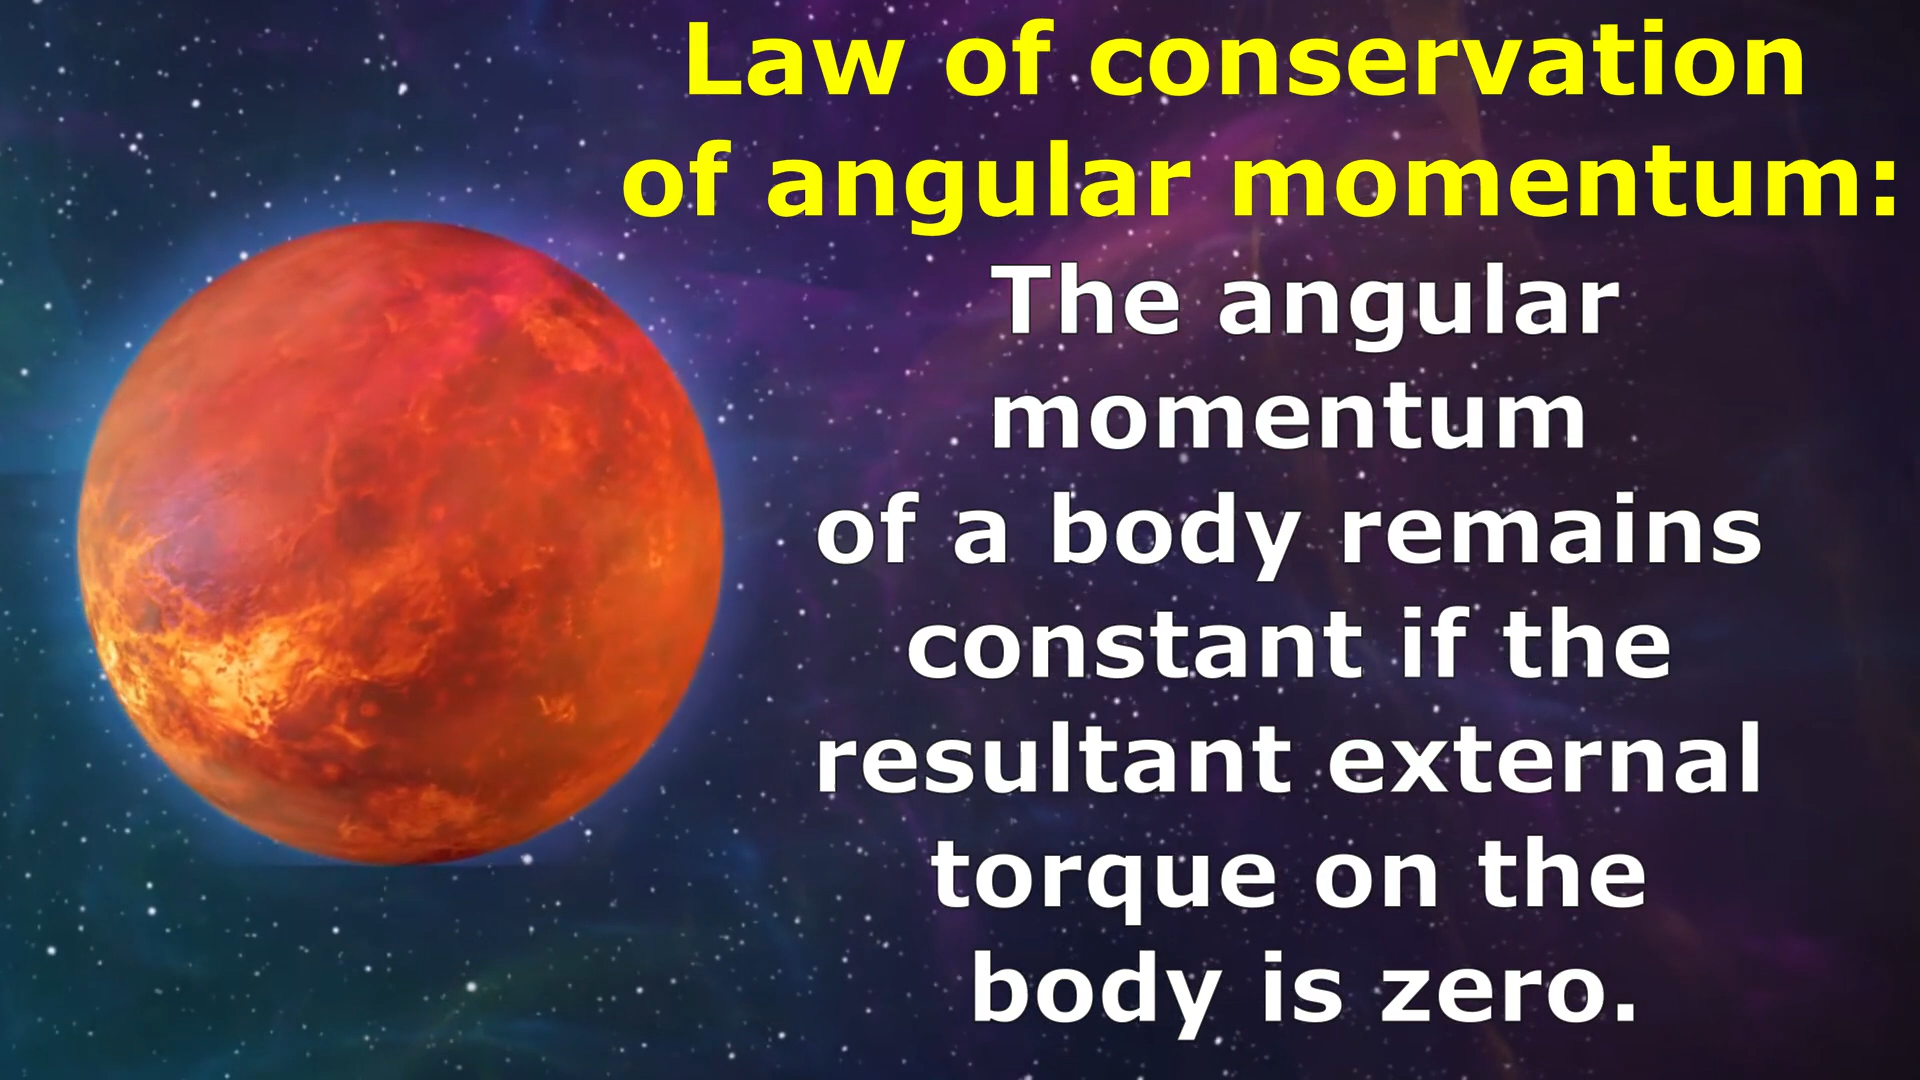 Law of conservation
of angular momentum:
The angular
momentum
of a body remains
constant if the
resultant external
torque on the
body is zero.